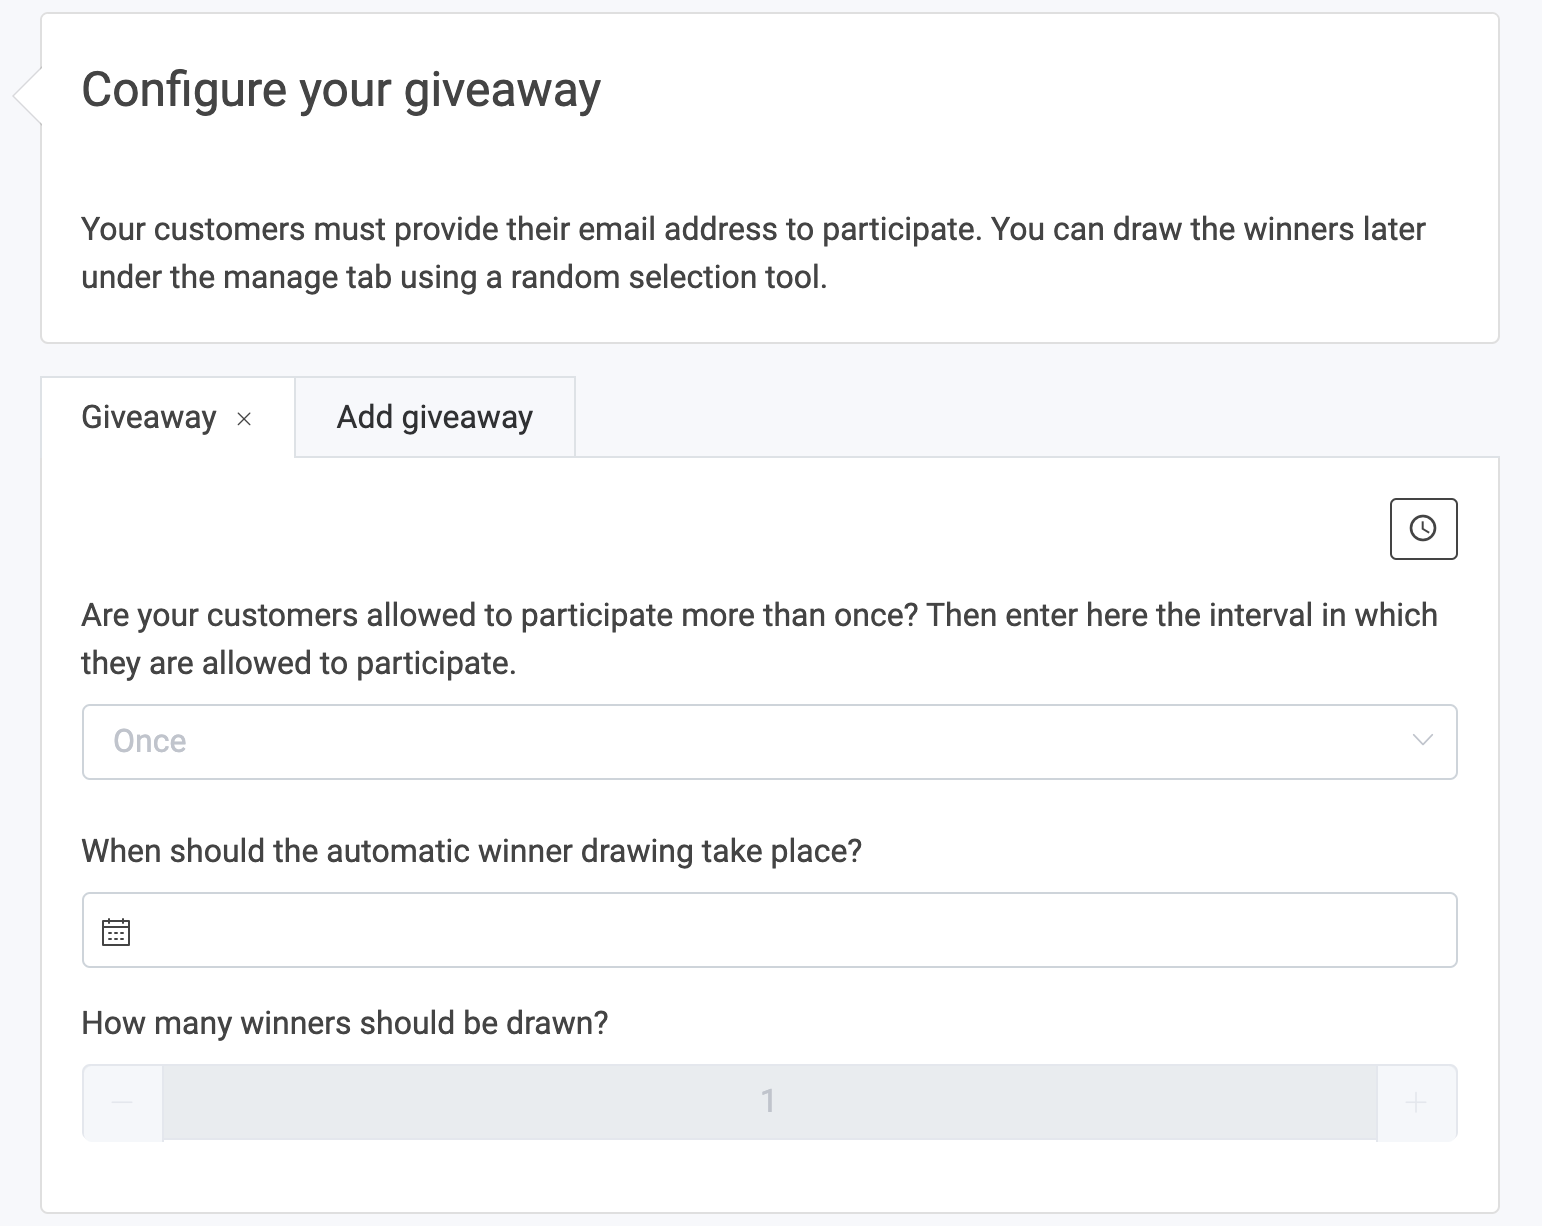 Configure your giveaway
Your customers must provide their email address to participate. You can draw the winners later
under the manage tab using a random selection tool.
Giveaway ×
Add giveaway
Are your customers allowed to participate more than once? Then enter here the interval in which
they are allowed to participate.
Once
When should the automatic winner drawing take place?
How many winners should be drawn?
1